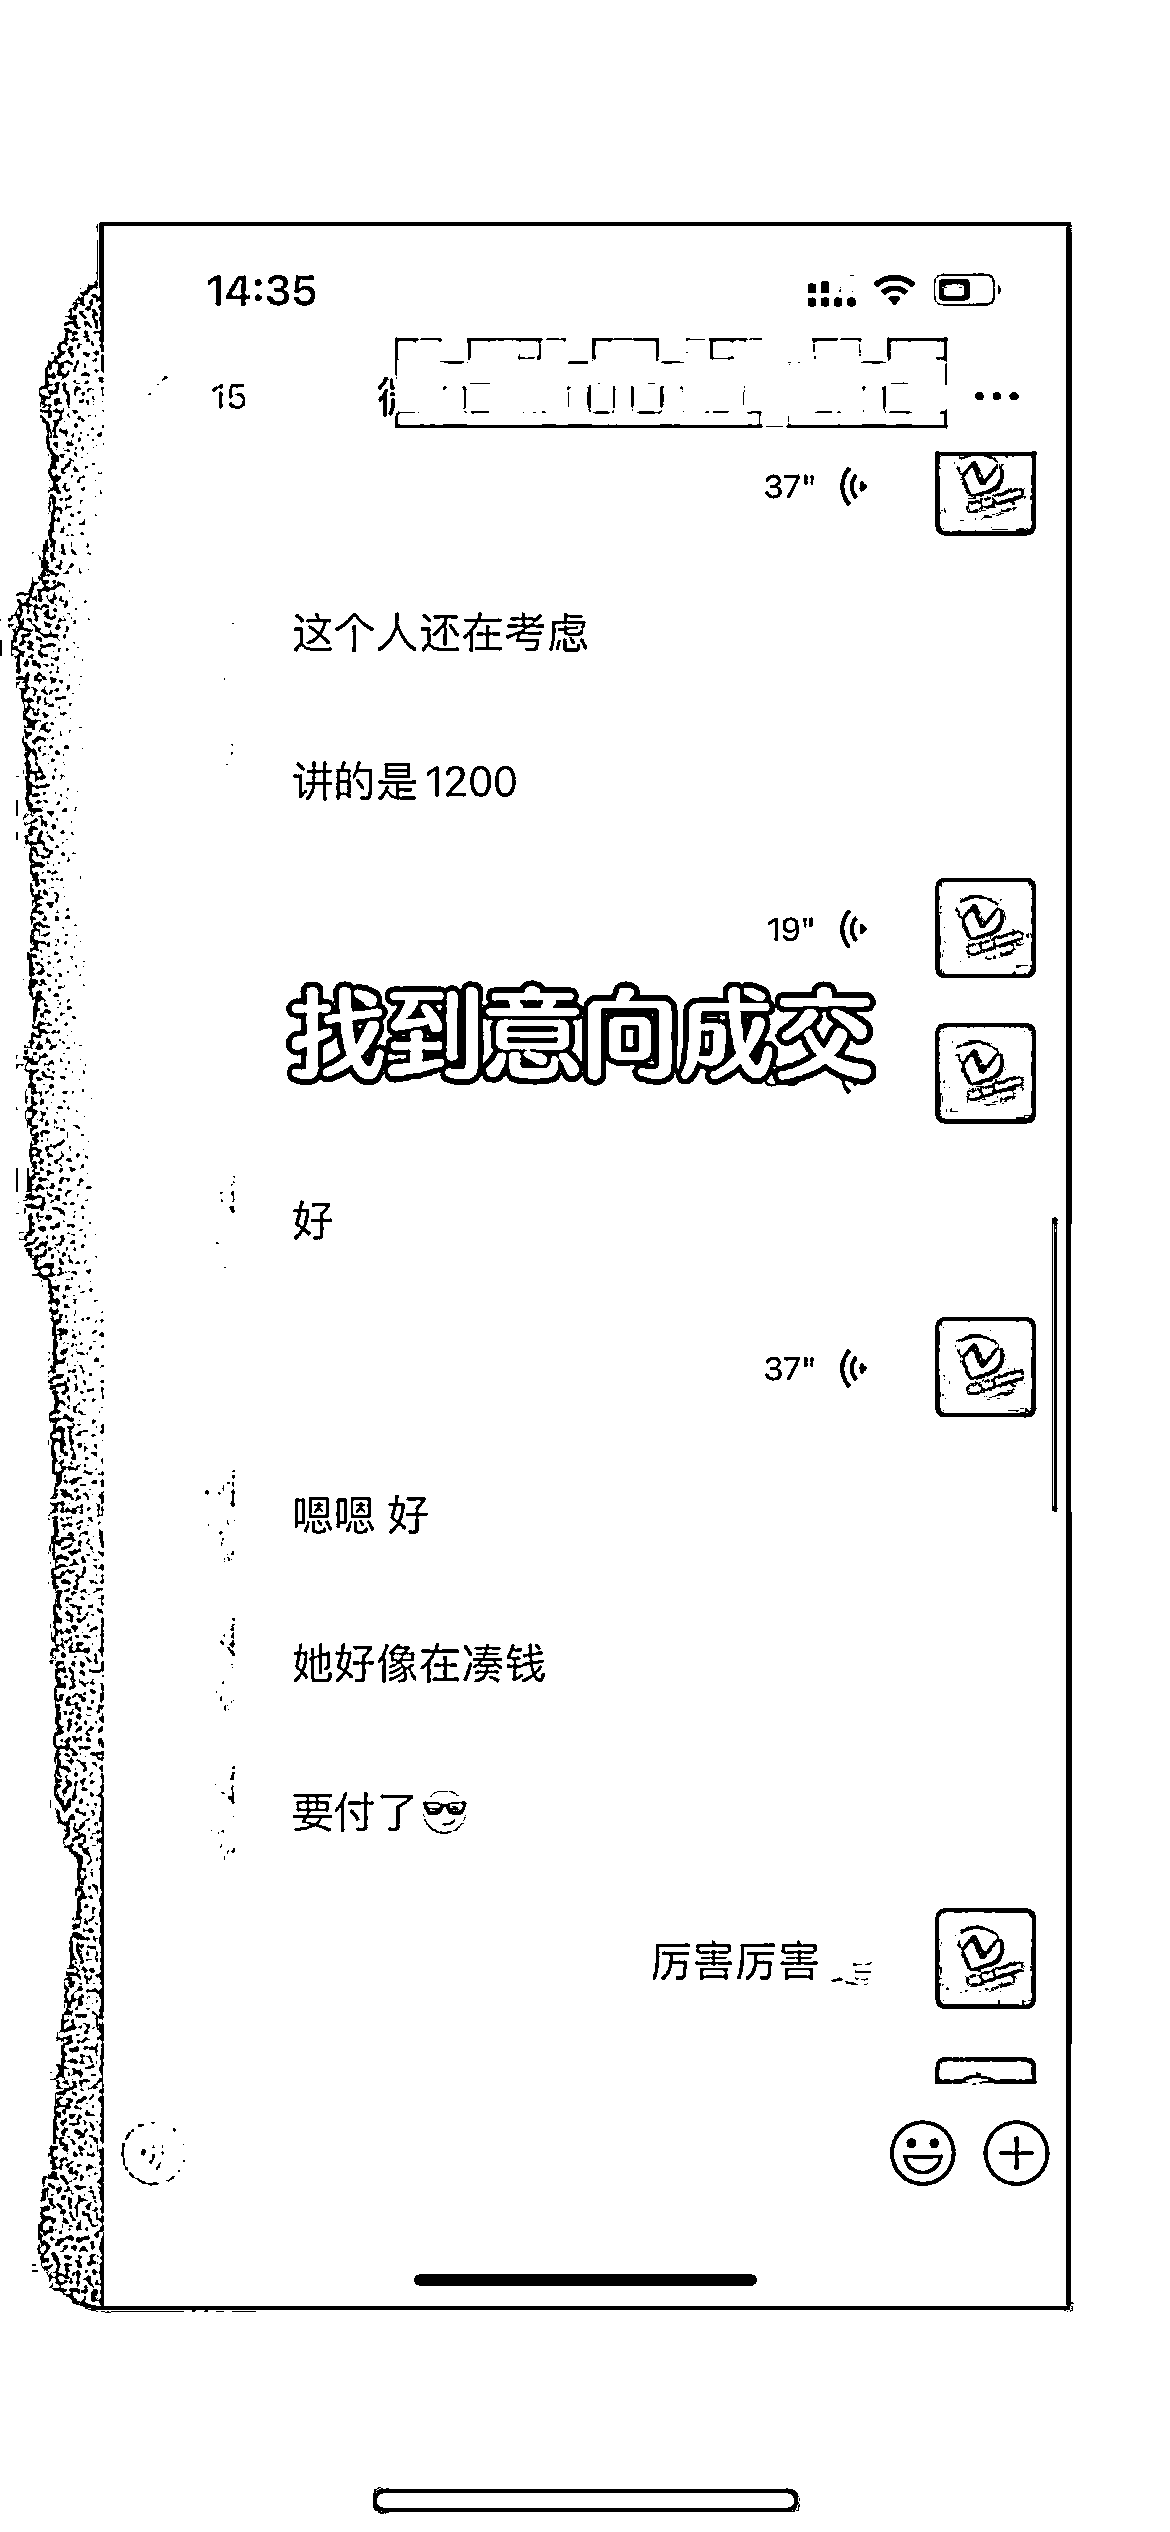 14:35
15
37"
这个人还在考虑
讲的是1200
19"
找到意向成交
好
37"
嗯嗯 好
她好像在凑钱
要付了😎
厉害厉害